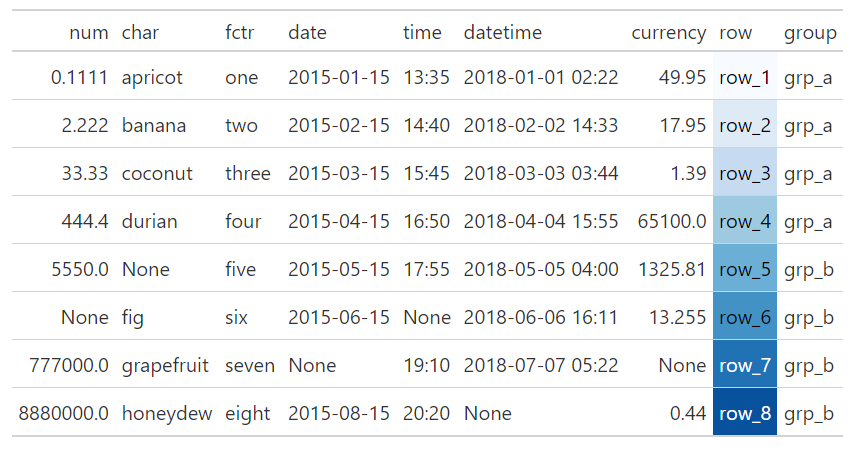 num char fctr date time datetime currency row group
0.1111 apricot one 2015-01-15 13:35 2018-01-01 02:22 49.95 row_1 grp_a
2.222 banana two 2015-02-15 14:40 2018-02-02 14:33 17.95 row_2 grp_a
33.33 coconut three 2015-03-15 15:45 2018-03-03 03:44 1.39 row_3 grp_a
444.4 durian four 2015-04-15 16:50 2018-04-04 15:55 65100.0 row_4 grp_a
5550.0 None five 2015-05-15 17:55 2018-05-05 04:00 1325.81 row_5 grp_b
None fig six 2015-06-15 None 2018-06-06 16:11 13.255 row_6 grp_b
777000.0 grapefruit seven None 19:10 2018-07-07 05:22 None row_7 grp_b
8880000.0 honeydew eight 2015-08-15 20:20 None 0.44 row_8 grp_b